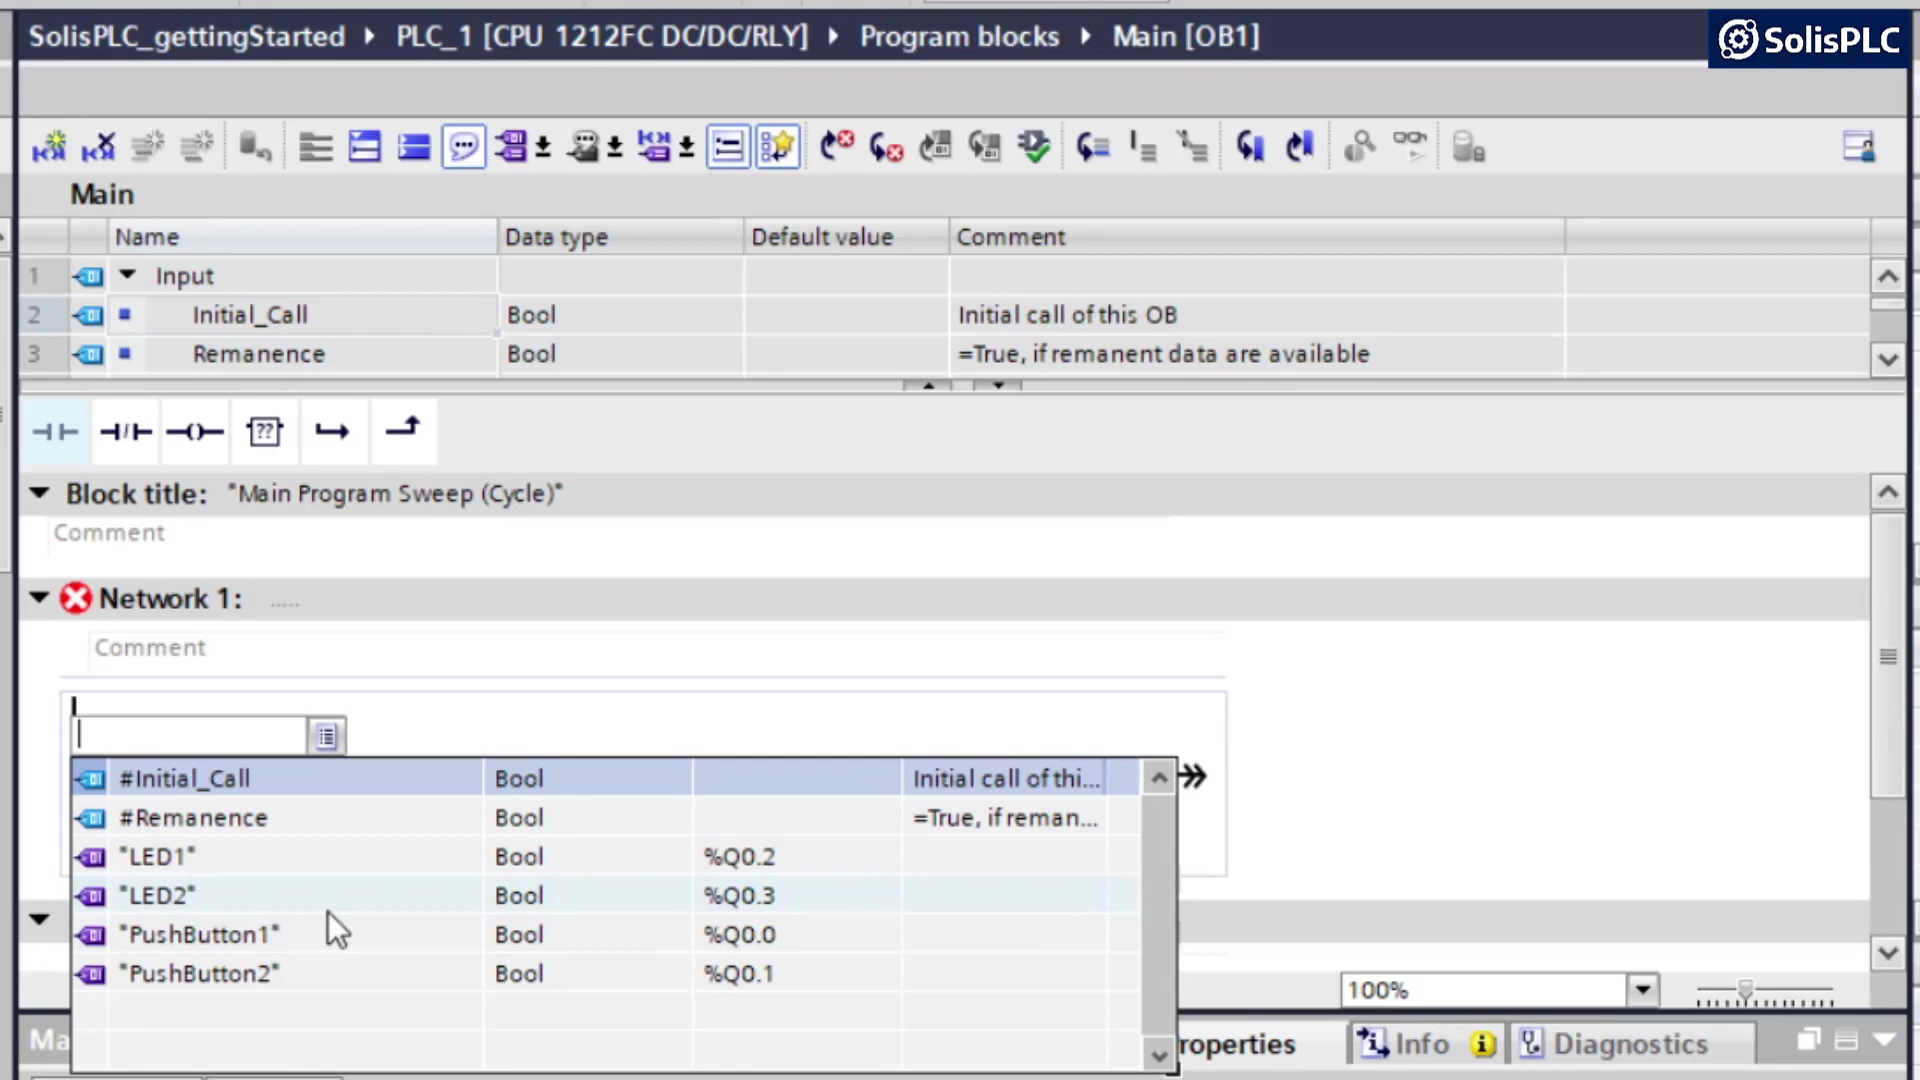 SolisPLC_gettingStarted PLC_1 [CPU 1212FC DC/DC/RLY] Program blocks Main [OB1]
SolisPLC
Main
Name Data type Default value Comment
1 Input
2 Initial_Call Bool Initial call of this OB
3 Remanence Bool =True, if remanent data are available
??
Block title: "Main Program Sweep (Cycle)"
Comment
Network 1: .....
Comment
#Initial_Call Bool Initial call of thi...
#Remanence Bool =True, if reman...
"LED1" Bool %Q0.2
"LED2" Bool %Q0.3
"PushButton1" Bool %Q0.0
"PushButton2" Bool %Q0.1
100%
Ma roperties Info Diagnostics